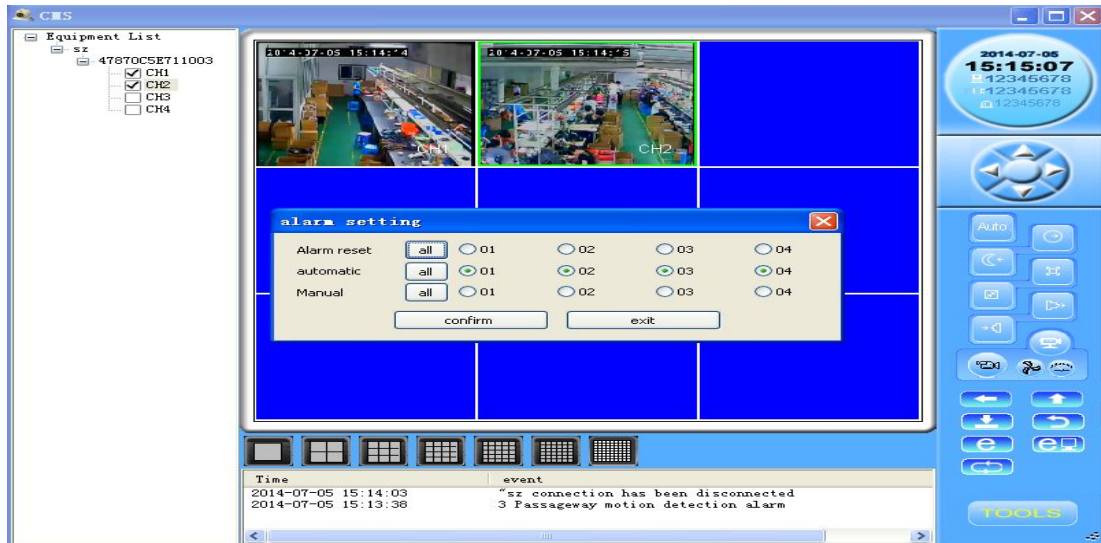 CMS
Equipment List
sz
47870C5E711003
CH1
CH2
CH3
CH4
CH1
CH2
2014-07-05
15:15:07
12345678
12345678
12345678
alarm setting
Alarm reset all 01 02 03 04
automatic all 01 02 03 04
Manual all 01 02 03 04
confirm exit
Auto
TOOLS
Time event
2014-07-05 15:14:03 "sz connection has been disconnected
2014-07-05 15:13:38 3 Passageway motion detection alarm